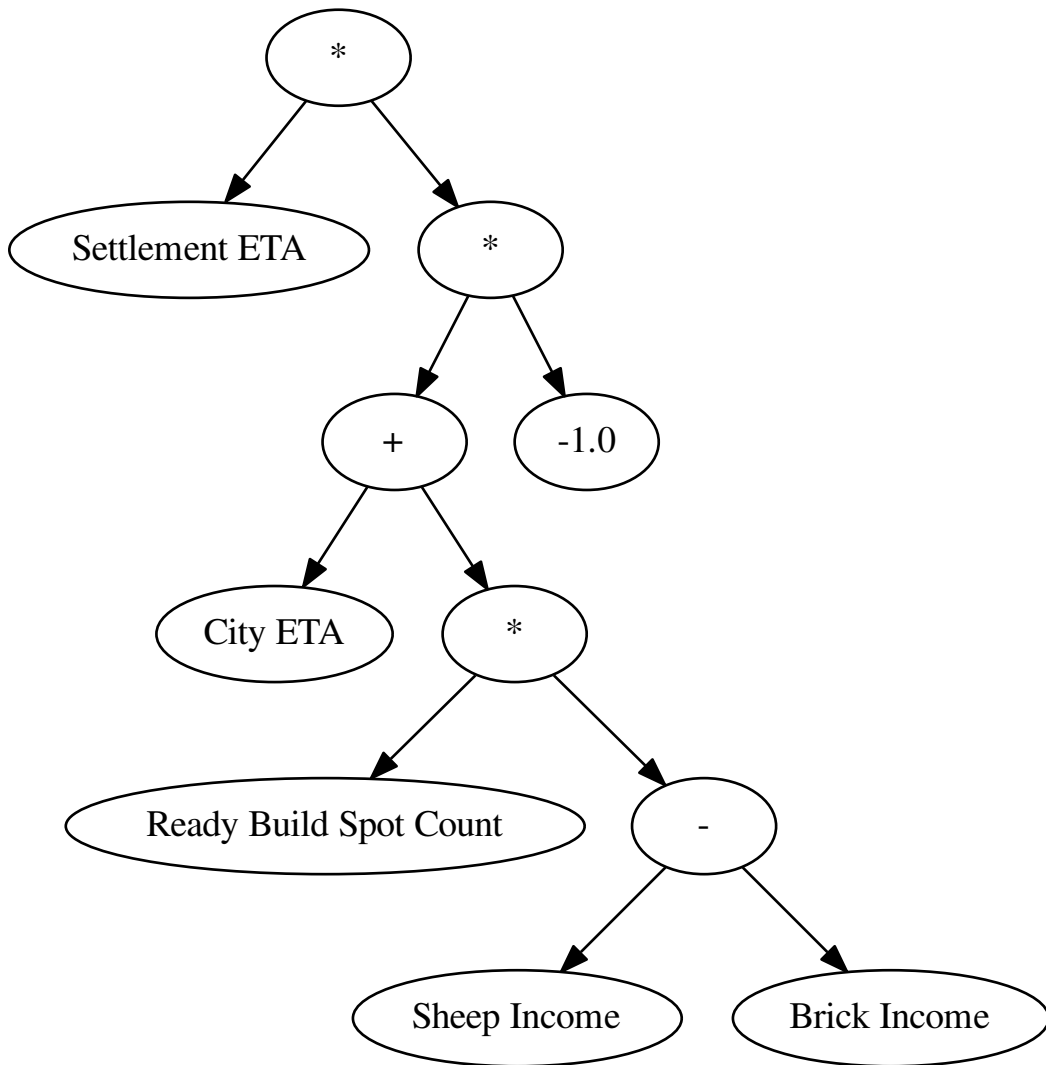 *
Settlement ETA
*
+
-1.0
City ETA
*
Ready Build Spot Count
-
Sheep Income
Brick Income